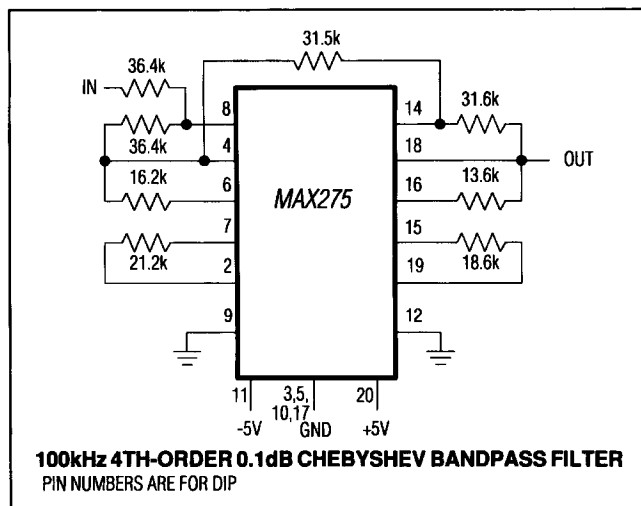 31.5k
36.4k
IN
31.6k
8
14
36.4k
4
18
OUT
16.2k
13.6k
6
MAX275
16
7
15
21.2k
18.6k
2
19
9
12
11
3,5,
20
10,17
-5V
GND
+5V
100kHz 4TH-ORDER 0.1dB CHEBYSHEV BANDPASS FILTER
PIN NUMBERS ARE FOR DIP